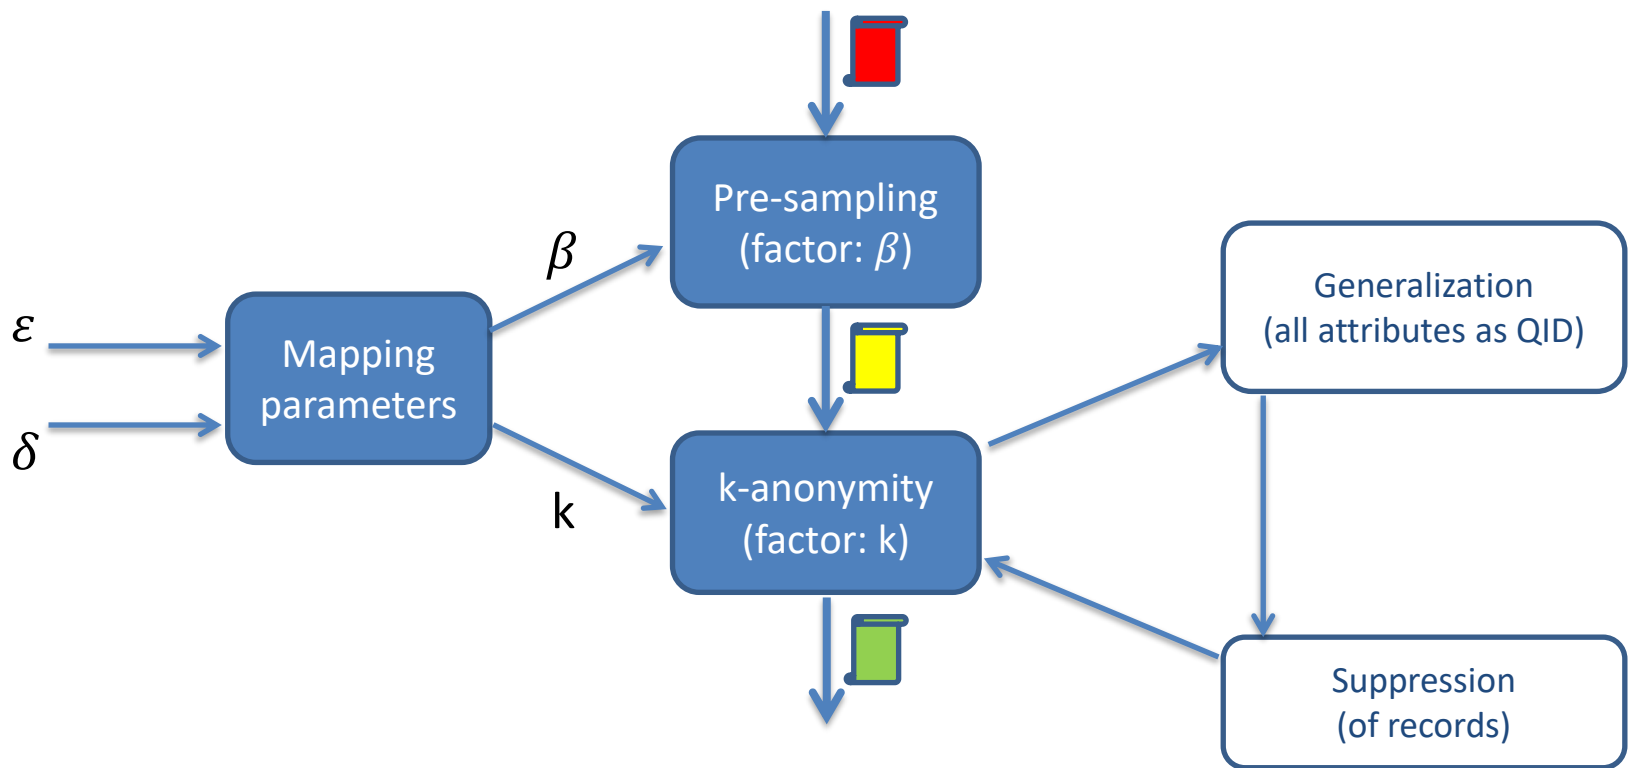 ε
δ
Mapping
parameters
β
k
Pre-sampling
(factor: β)
k-anonymity
(factor: k)
Generalization
(all attributes as QID)
Suppression
(of records)